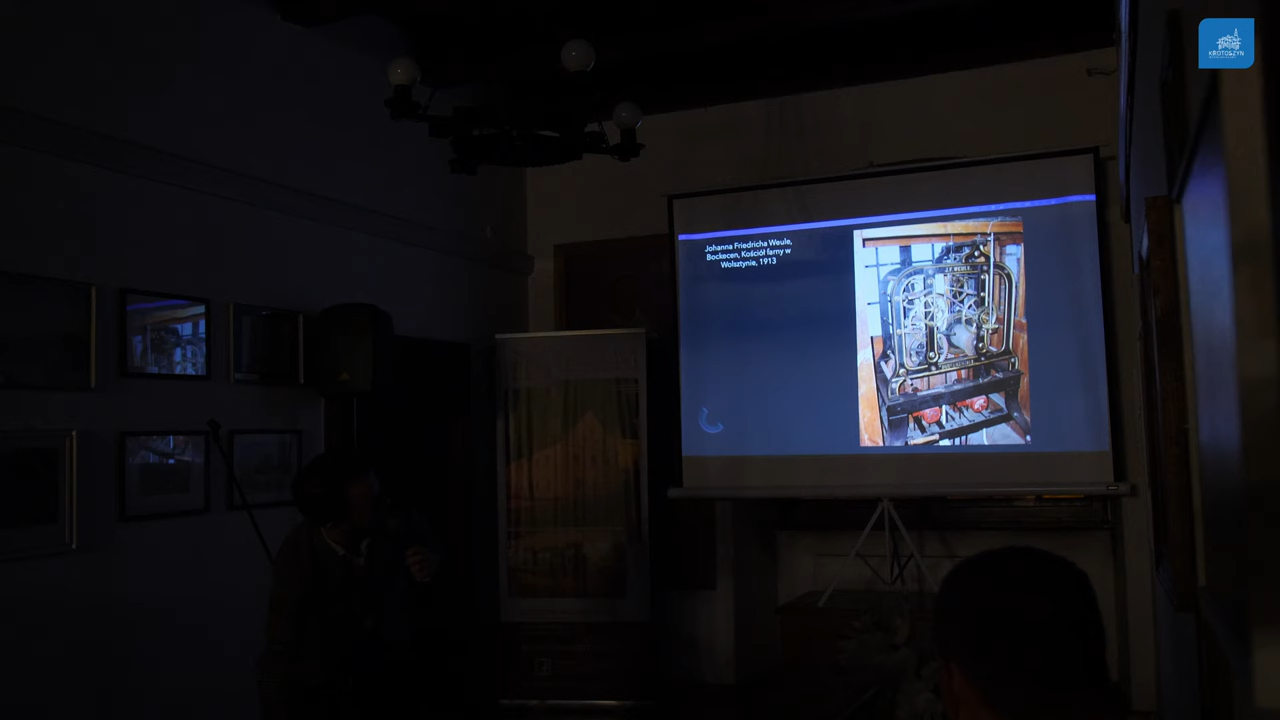 KROTOSZYN
Johanna Friedricha Weule,
Bockecen, Kościół farny w
Wolsztynie, 1913
J.F. WEULE